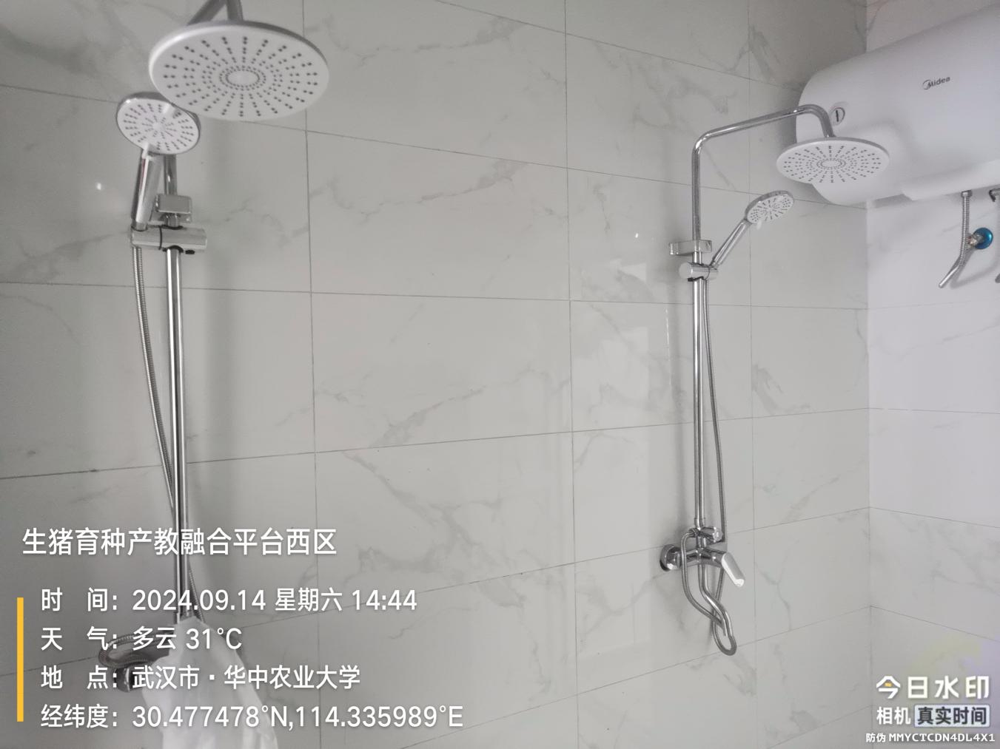 Midea
生猪育种产教融合平台西区
时 间：2024.09.14 星期六 14:44
天 气：多云 31°C
地 点：武汉市·华中农业大学
经纬度：30.477478°N,114.335989°E
今日水印
相机 真实时间
防伪 MMYCTCDN4DL4X1